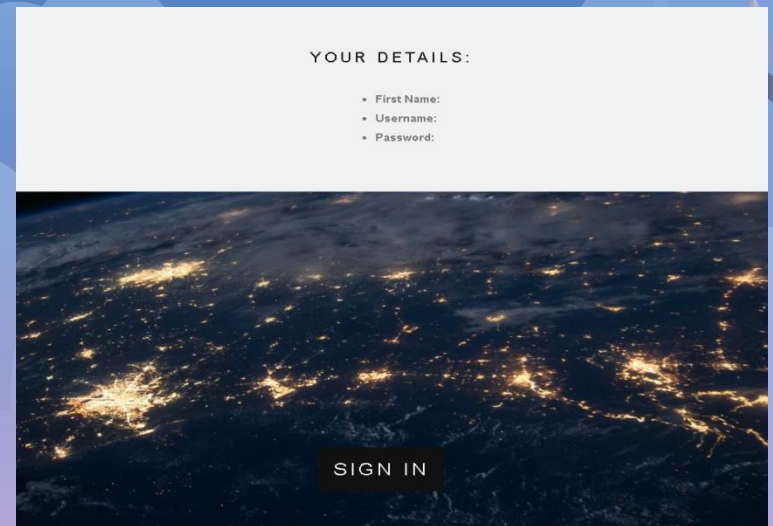 YOUR DETAILS:
• First Name:
• Username:
• Password:
SIGN IN